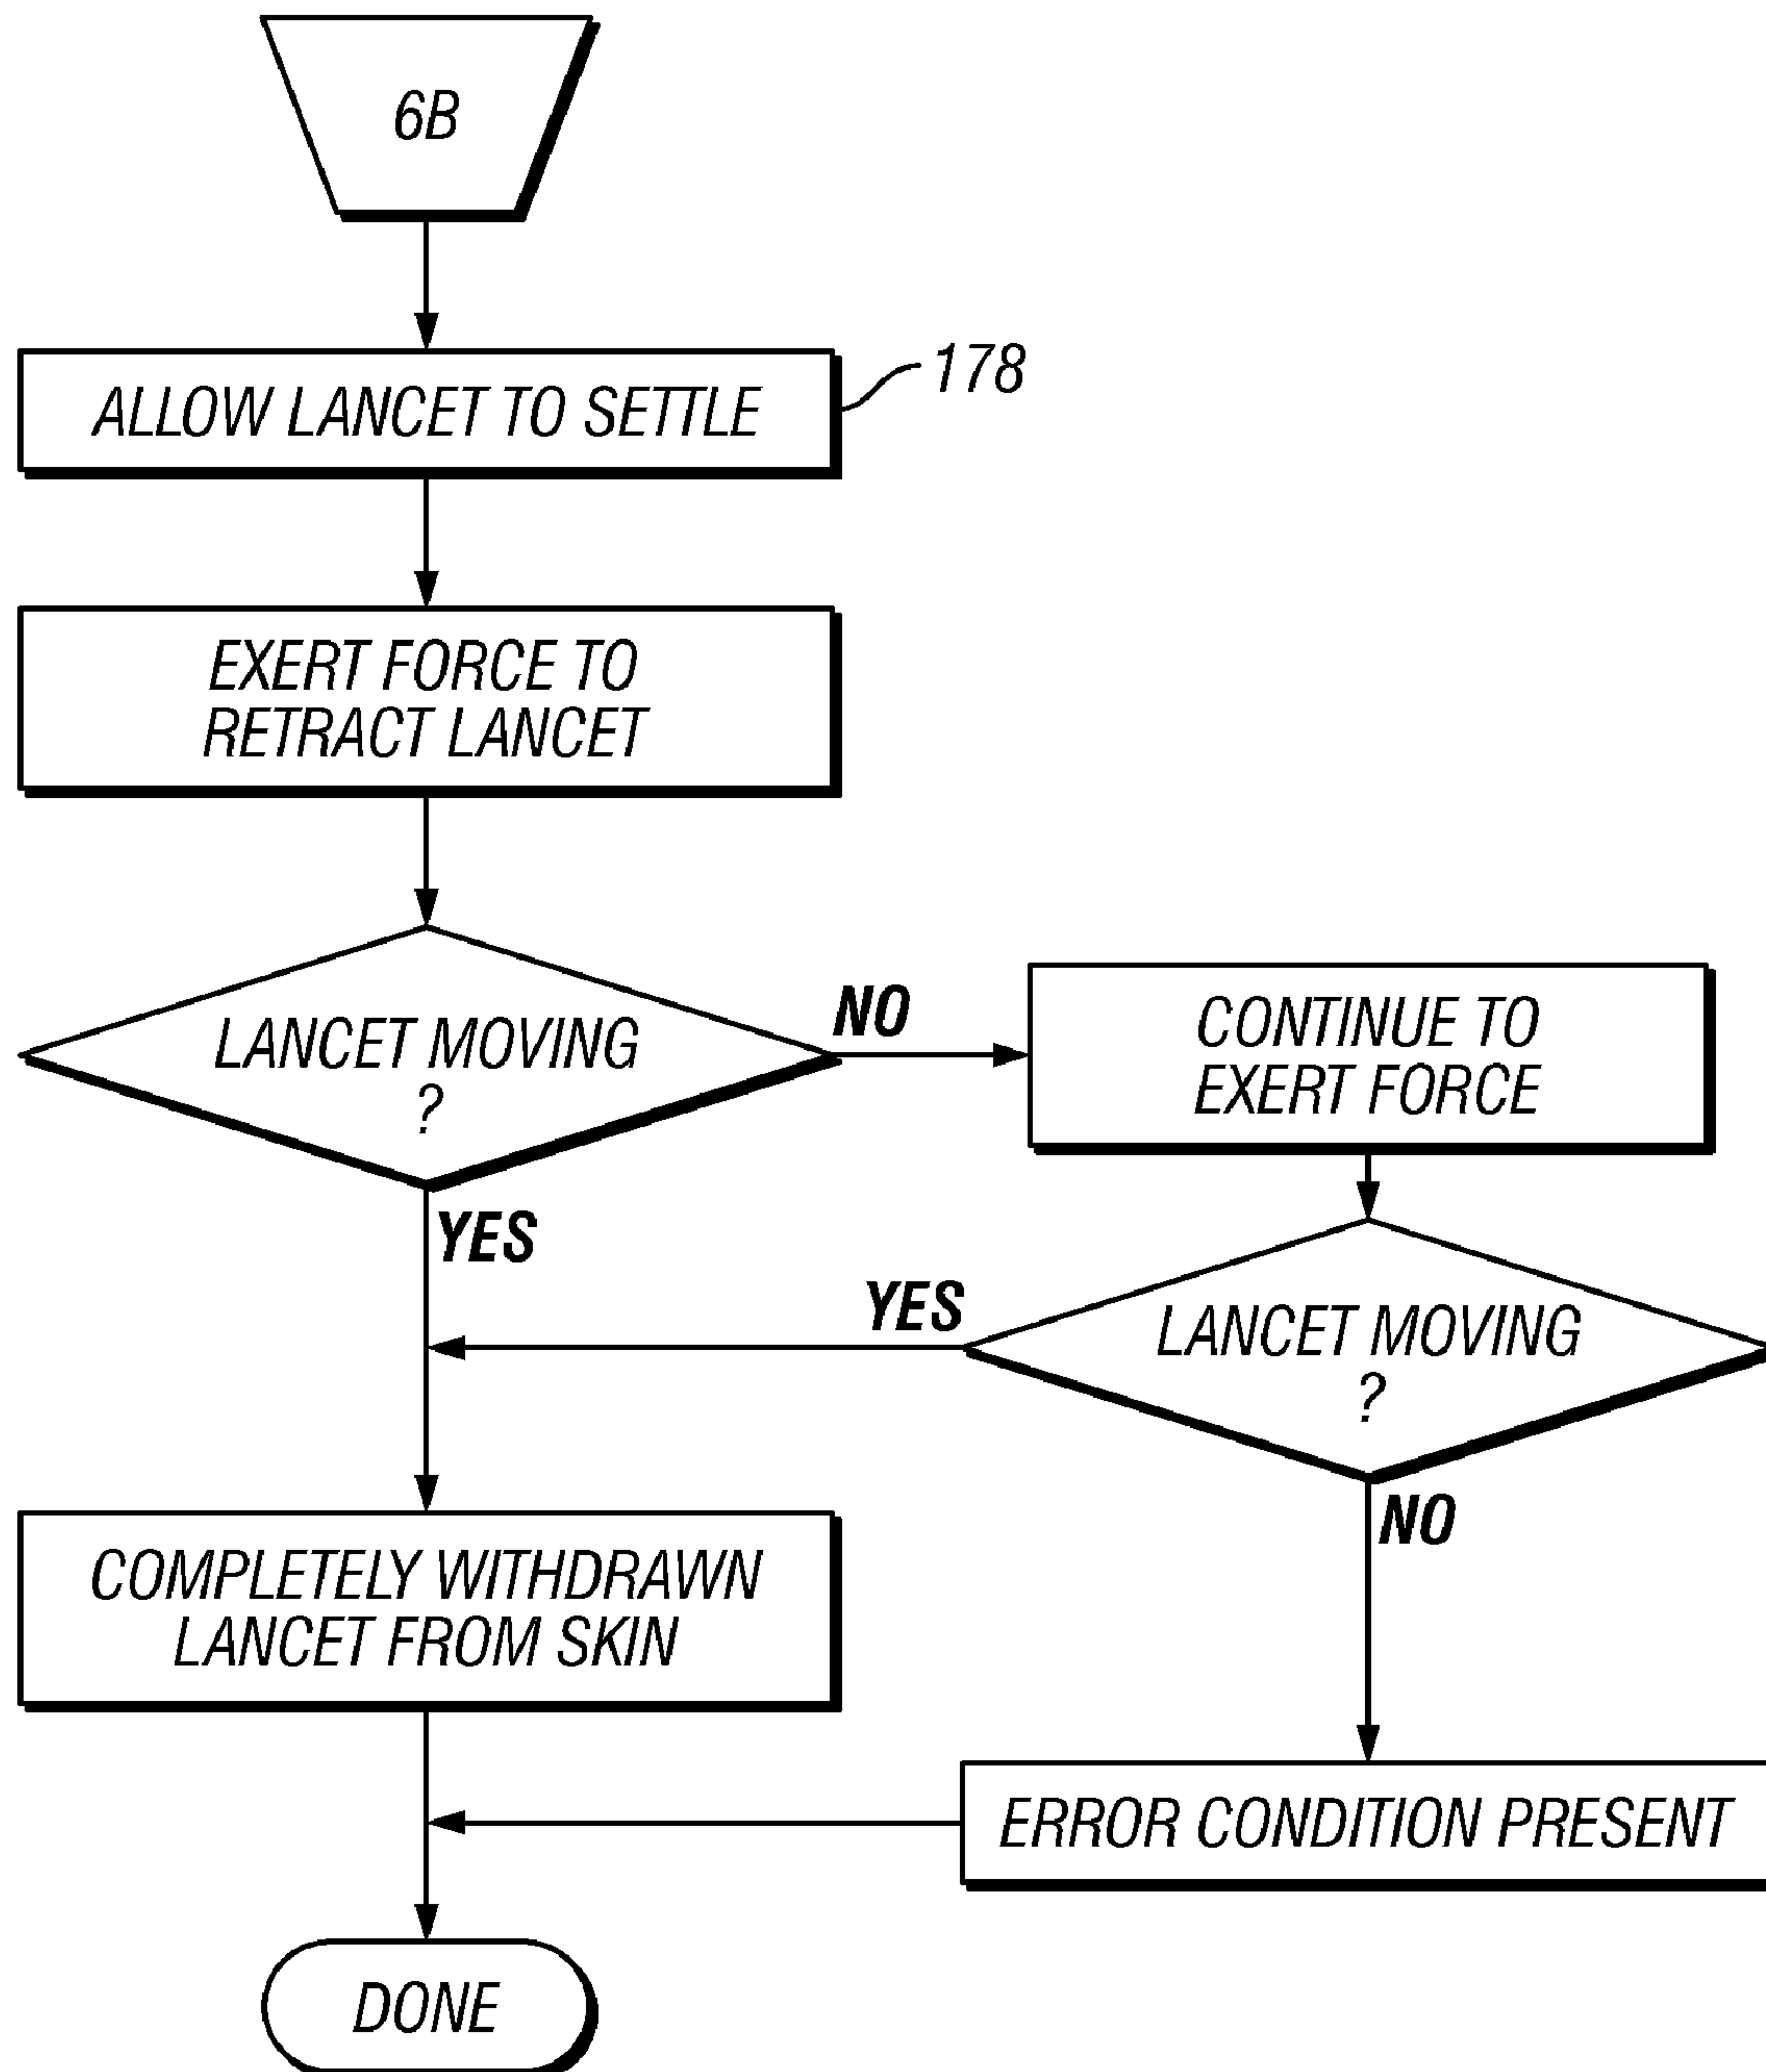 6B
ALLOW LANCET TO SETTLE
178
EXERT FORCE TO
RETRACT LANCET
LANCET MOVING
?
NO
CONTINUE TO
EXERT FORCE
YES
YES
LANCET MOVING
?
NO
COMPLETELY WITHDRAWN
LANCET FROM SKIN
ERROR CONDITION PRESENT
DONE